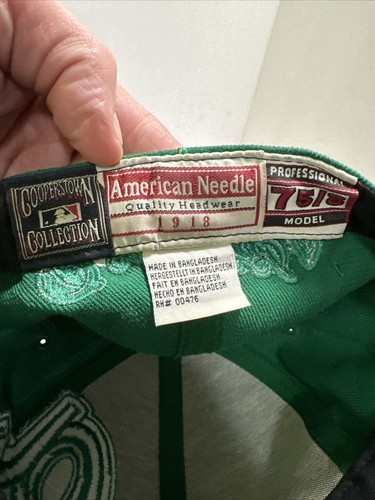 COOPERSTOWN
COLLECTION
American Needle
Quality Headwear
1918
PROFESSIONAL
7 5/8
MODEL
MADE IN BANGLADESH
HERGESTELLT IN BANGLADESH
FAIT EN BANGLADESH
HECHO EN BANGLADESH
RN# 00476